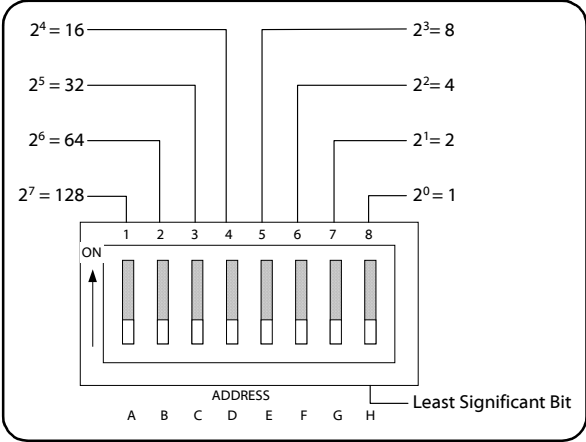 2⁴ = 16 2³= 8
2⁵ = 32 2²= 4
2⁶ = 64 2¹= 2
2⁷ = 128 2⁰= 1
1 2 3 4 5 6 7 8
ON
ADDRESS
Least Significant Bit
A B C D E F G H